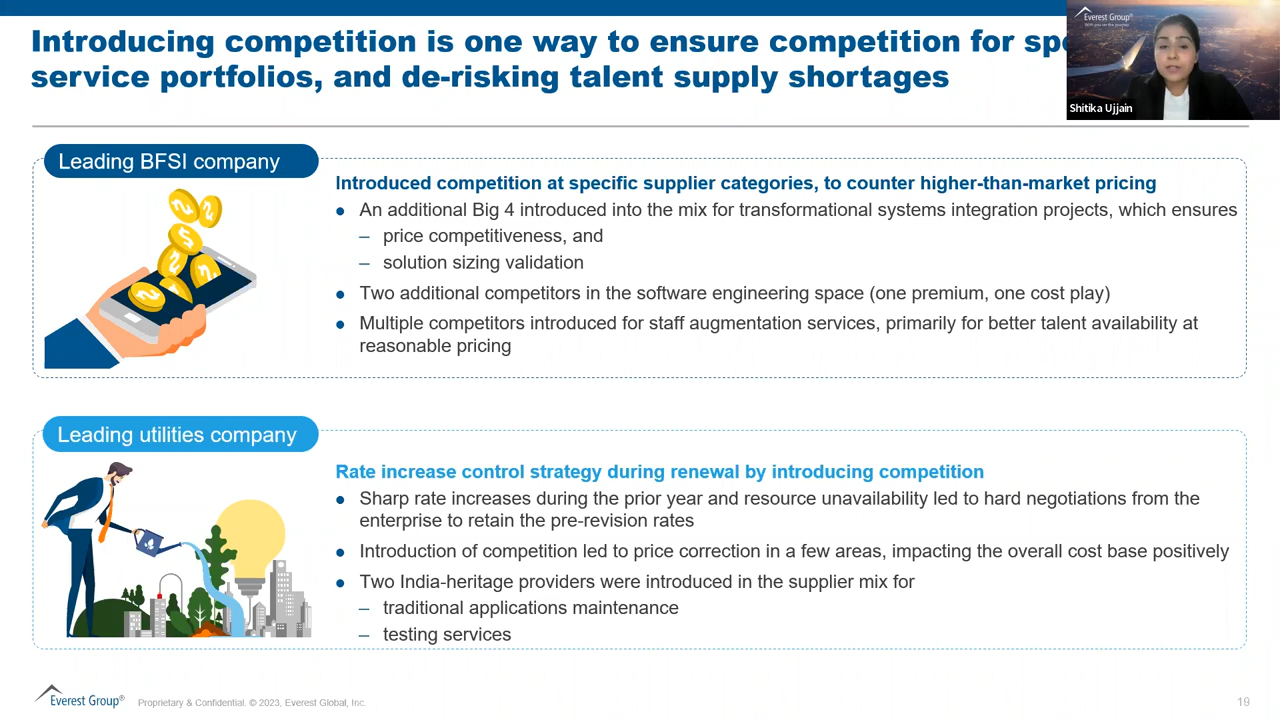 Introducing competition is one way to ensure competition for
service portfolios, and de-risking talent supply shortages
Everest Group®
With you on the journey
Shitika Ujjain
Leading BFSI company
Introduced competition at specific supplier categories, to counter higher-than-market pricing
● An additional Big 4 introduced into the mix for transformational systems integration projects, which ensures
– price competitiveness, and
– solution sizing validation
● Two additional competitors in the software engineering space (one premium, one cost play)
● Multiple competitors introduced for staff augmentation services, primarily for better talent availability at
reasonable pricing
Leading utilities company
Rate increase control strategy during renewal by introducing competition
● Sharp rate increases during the prior year and resource unavailability led to hard negotiations from the
enterprise to retain the pre-revision rates
● Introduction of competition led to price correction in a few areas, impacting the overall cost base positively
● Two India-heritage providers were introduced in the supplier mix for
– traditional applications maintenance
– testing services
Everest Group®
Proprietary & Confidential. © 2023, Everest Global, Inc.
19